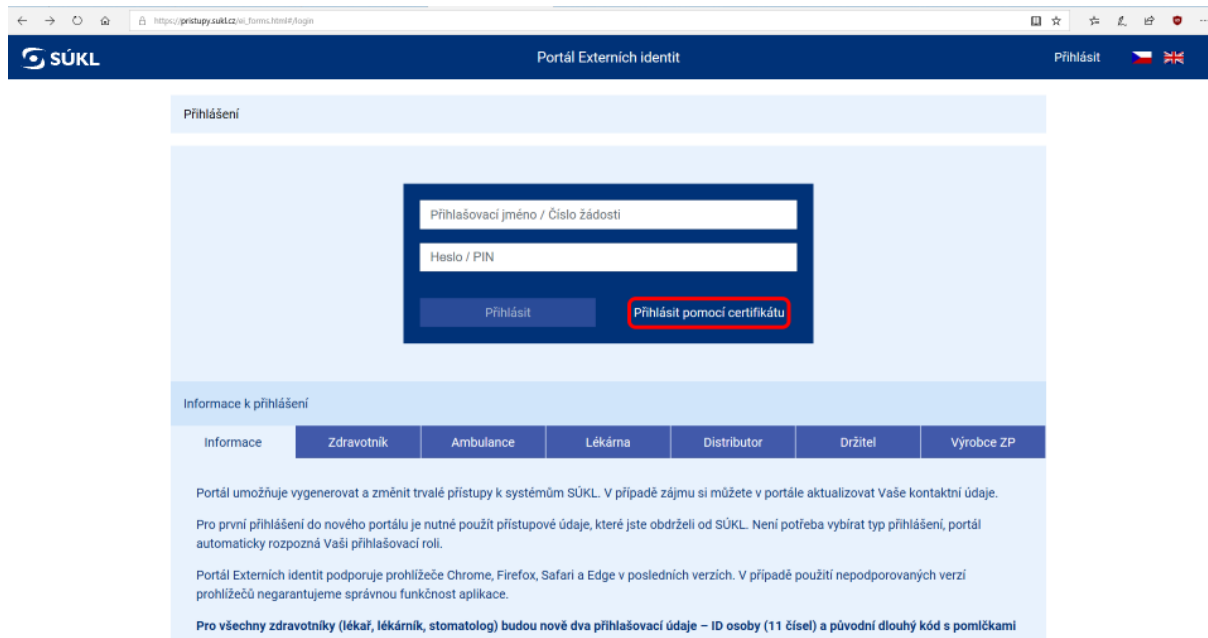 https://pristupy.sukl.cz/ei_forms.html#/login
SÚKL
Portál Externích identit
Přihlásit
Přihlášení
Přihlašovací jméno / Číslo žádosti
Heslo / PIN
Přihlásit
Přihlásit pomocí certifikátu
Informace k přihlášení
Informace
Zdravotník
Ambulance
Lékárna
Distributor
Držitel
Výrobce ZP
Portál umožňuje vygenerovat a změnit trvalé přístupy k systémům SÚKL. V případě zájmu si můžete v portále aktualizovat Vaše kontaktní údaje.
Pro první přihlášení do nového portálu je nutné použít přístupové údaje, které jste obdrželi od SÚKL. Není potřeba vybírat typ přihlášení, portál
automaticky rozpozná Vaši přihlašovací roli.
Portál Externích identit podporuje prohlížeče Chrome, Firefox, Safari a Edge v posledních verzích. V případě použití nepodporovaných verzí
prohlížečů negarantujeme správnou funkčnost aplikace.
Pro všechny zdravotníky (lékař, lékárník, stomatolog) budou nově dva přihlašovací údaje – ID osoby (11 čísel) a původní dlouhý kód s pomlčkami